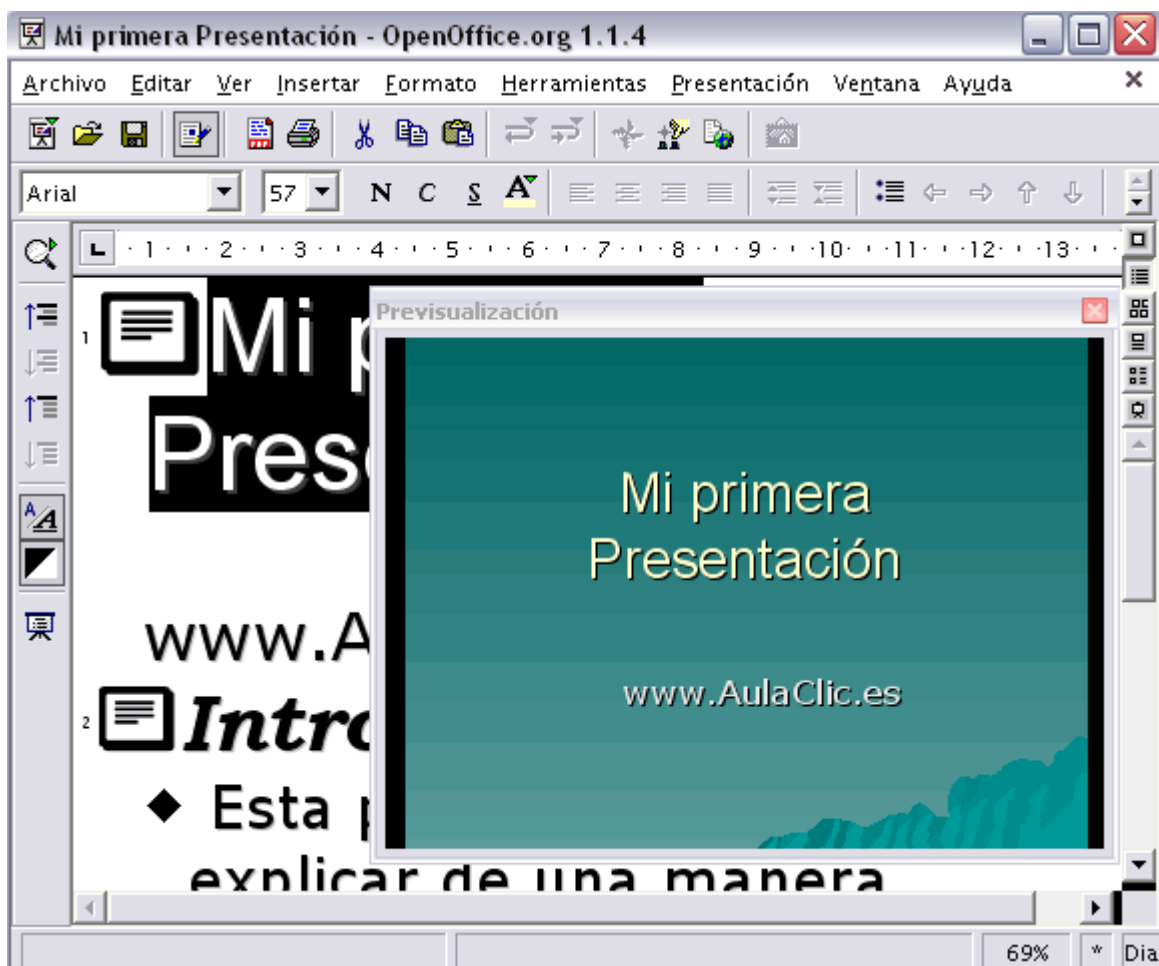 Mi primera Presentación - OpenOffice.org 1.1.4
Archivo Editar Ver Insertar Formato Herramientas Presentación Ventana Ayuda
Arial 57 N C S A
1 2 3 4 5 6 7 8 9 10 11 12 13
1 Mi p
Pres
www.A
2 Intro
Esta p
explicar de una manera
Previsualización
Mi primera
Presentación
www.AulaClic.es
69% * Dia